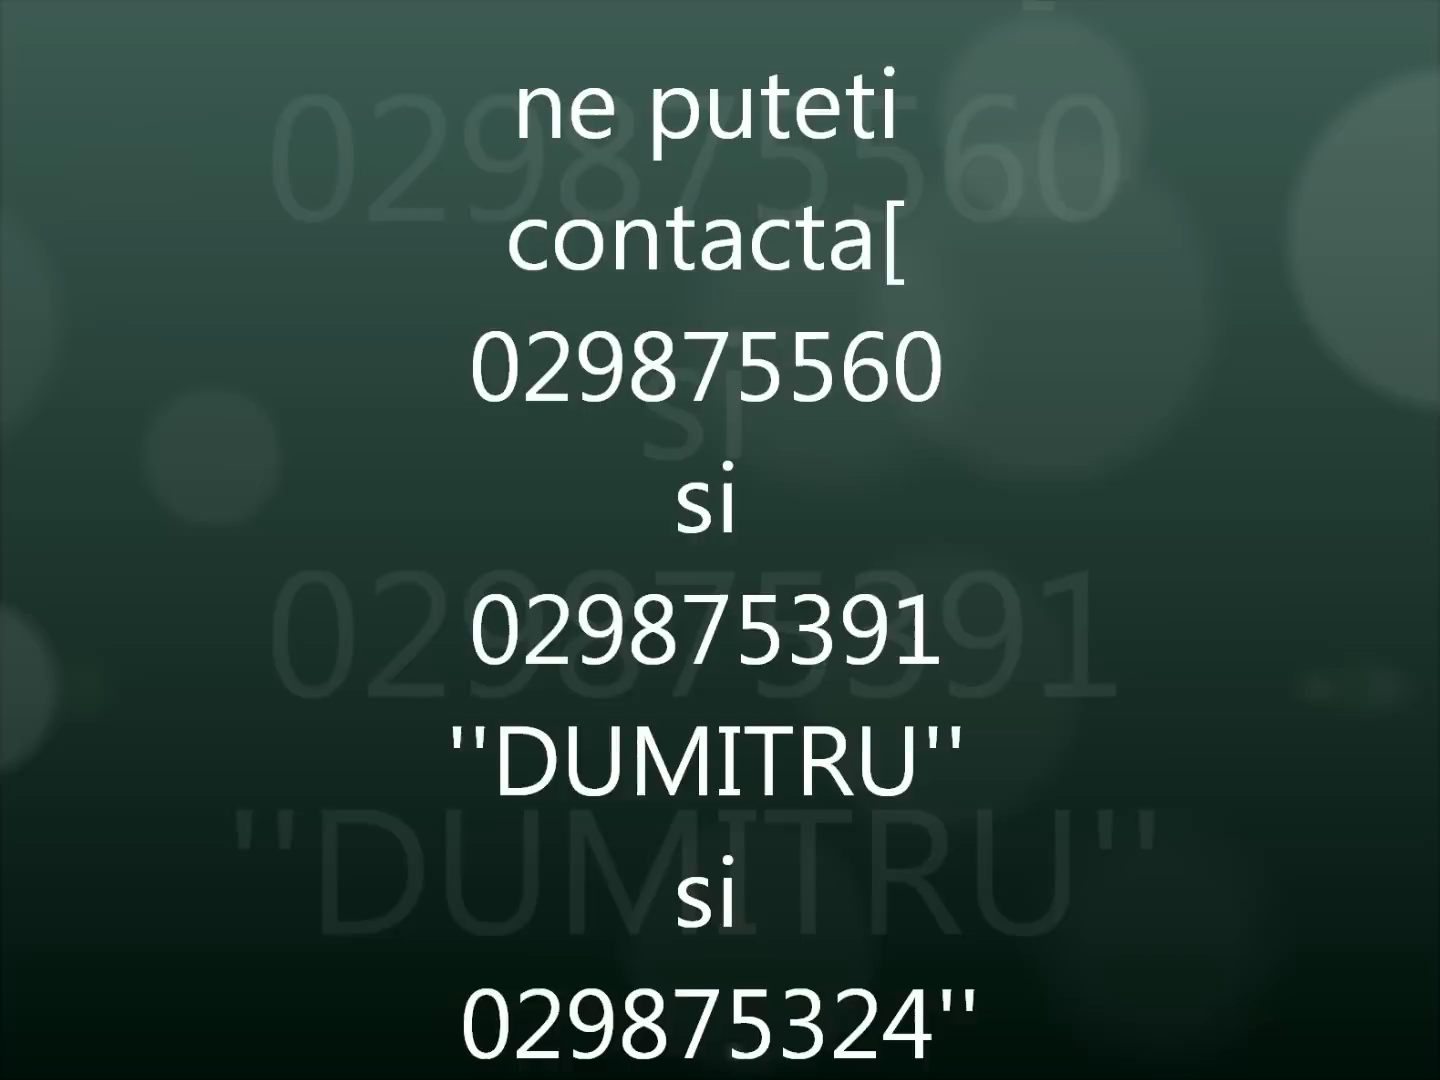 ne puteti
contacta[
029875560
si
029875391
''DUMITRU''
si
029875324''